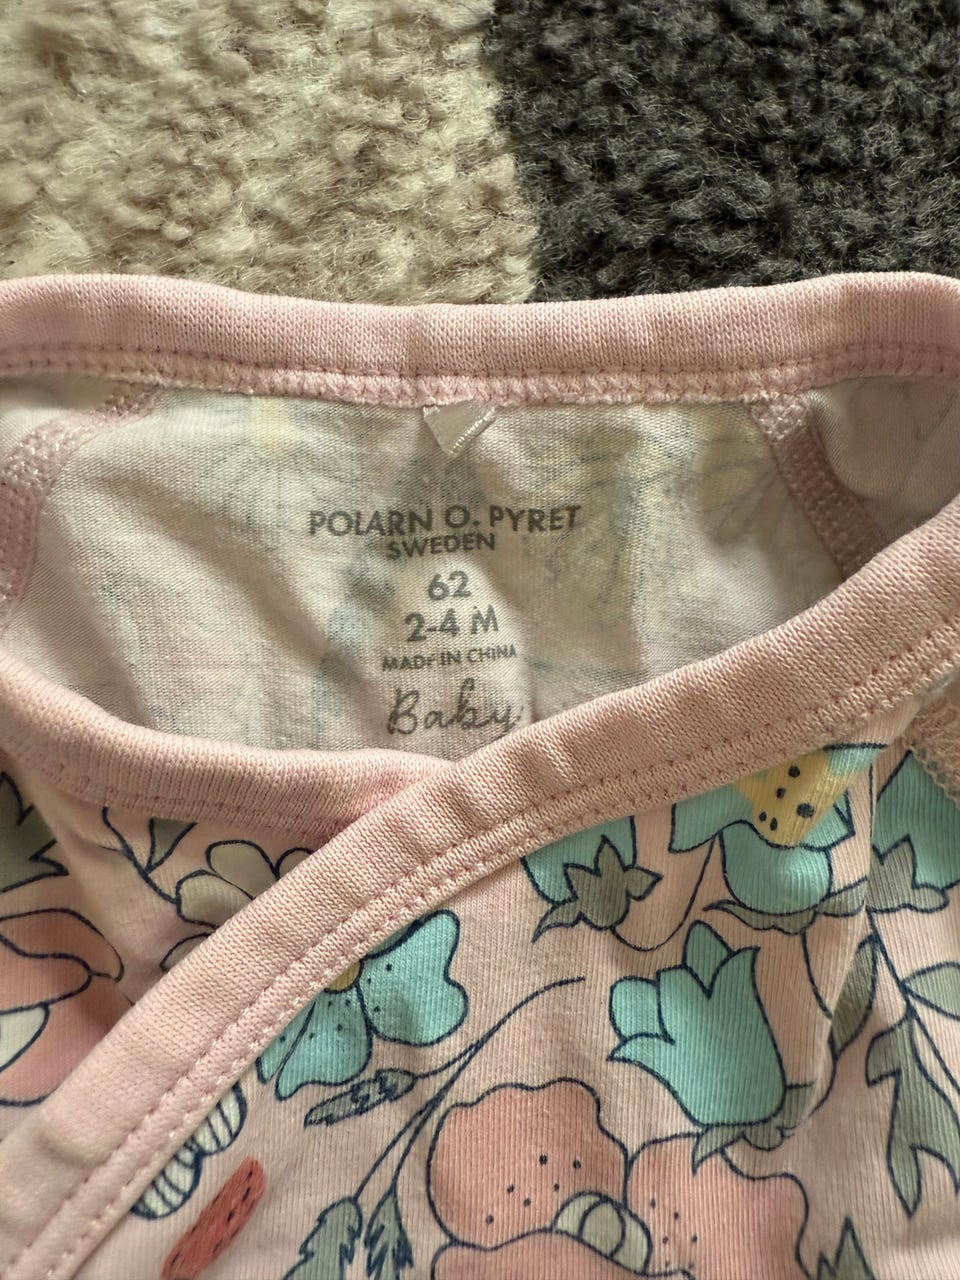 POLARN O. PYRET
SWEDEN
62
2-4 M
MADE IN CHINA
Baby